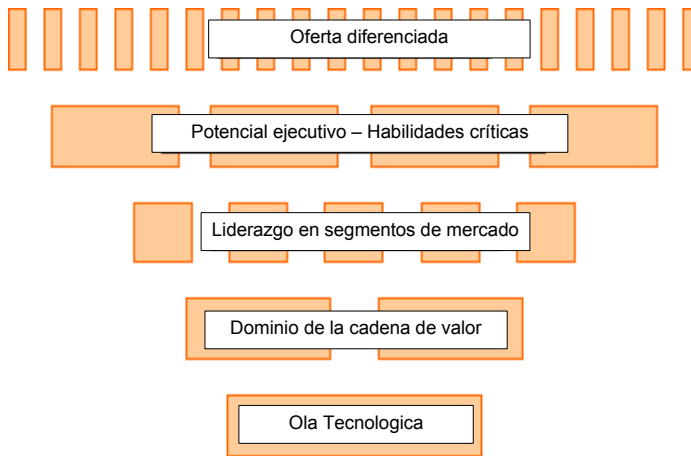 Oferta diferenciada
Potencial ejecutivo – Habilidades críticas
Liderazgo en segmentos de mercado
Dominio de la cadena de valor
Ola Tecnologica